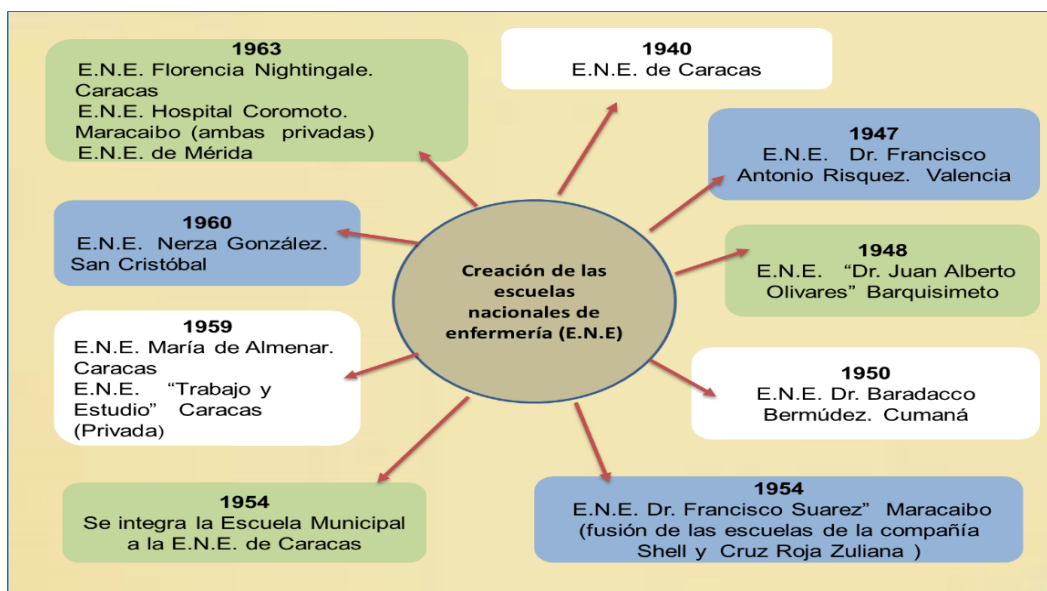 Creación de las
escuelas
nacionales de
enfermería (E.N.E)
1940
E.N.E. de Caracas
1947
E.N.E. Dr. Francisco
Antonio Risquez. Valencia
1948
E.N.E. “Dr. Juan Alberto
Olivares” Barquisimeto
1950
E.N.E. Dr. Baradacco
Bermúdez. Cumaná
1954
E.N.E. Dr. Francisco Suarez” Maracaibo
(fusión de las escuelas de la compañía
Shell y Cruz Roja Zuliana )
1954
Se integra la Escuela Municipal
a la E.N.E. de Caracas
1959
E.N.E. María de Almenar.
Caracas
E.N.E. “Trabajo y
Estudio” Caracas
(Privada)
1960
E.N.E. Nerza González.
San Cristóbal
1963
E.N.E. Florencia Nightingale.
Caracas
E.N.E. Hospital Coromoto.
Maracaibo (ambas privadas)
E.N.E. de Mérida